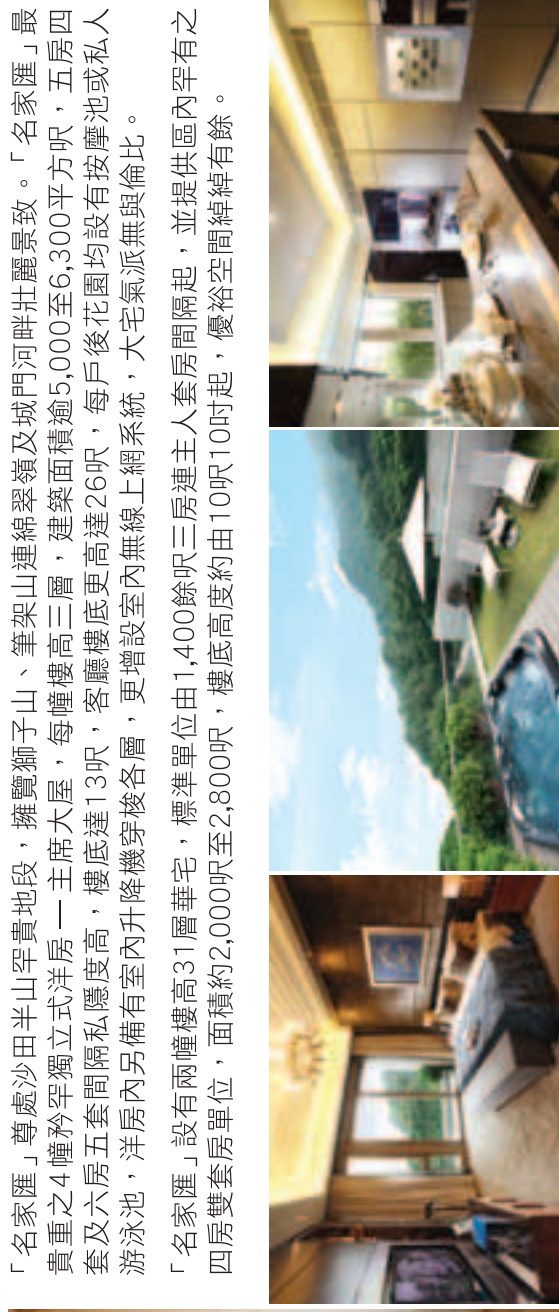 「名家匯」尊處沙田半山罕貴地段，擁覽獅子山、筆架山連綿翠嶺及城門河畔壯麗景致。「名家匯」最
貴重之4幢矜罕獨立式洋房 — 主席大屋，每幢樓高三層，建築面積逾5,000至6,300平方呎，五房四
套及六房五套間隔私隱度高，樓底達13呎，客廳樓底更高達26呎，每戶後花園均設有按摩池或私人
游泳池，洋房內另備有室內升降機穿梭各層，更增設室內無線上網系統，大宅氣派無與倫比。
「名家匯」設有兩幢樓高31層華宅，標準單位由1,400餘呎三房連主人套房間隔起，並提供區內罕有之
四房雙套房單位，面積約2,000呎至2,800呎，樓底高度約由10呎10吋起，優裕空間綽綽有餘。